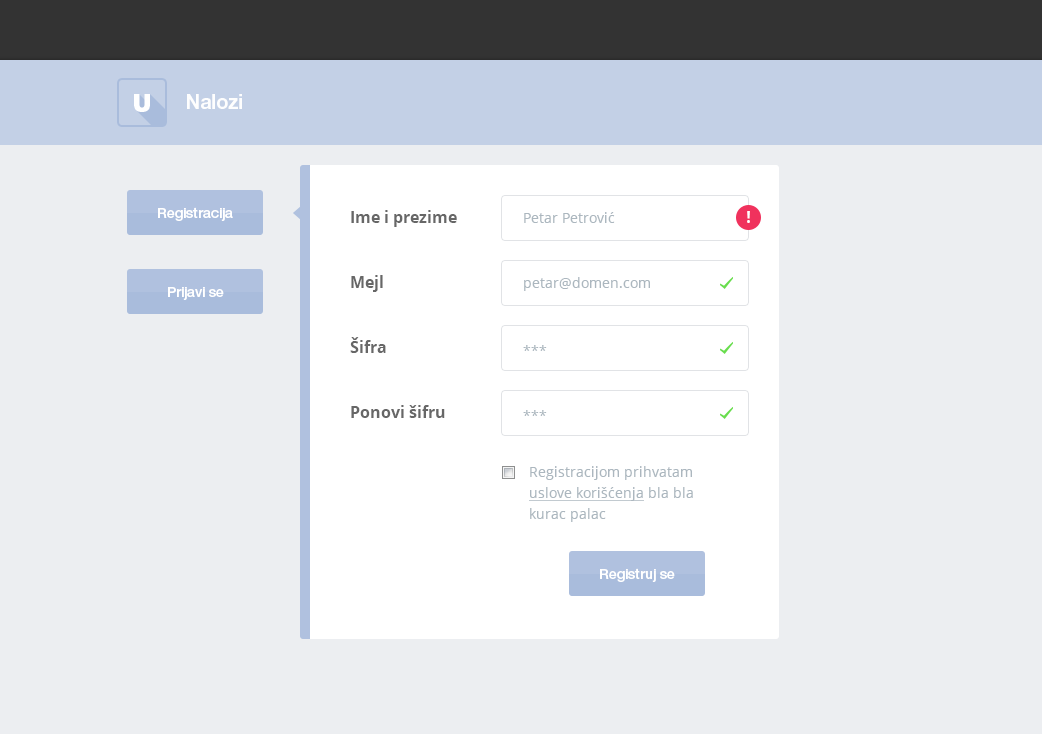 U
Nalozi
Registracija
Prijavi se
Ime i prezime
Petar Petrović
!
Mejl
petar@domen.com
Šifra
***
Ponovi šifru
***
Registracijom prihvatam
uslove korišćenja bla bla
kurac palac
Registruj se